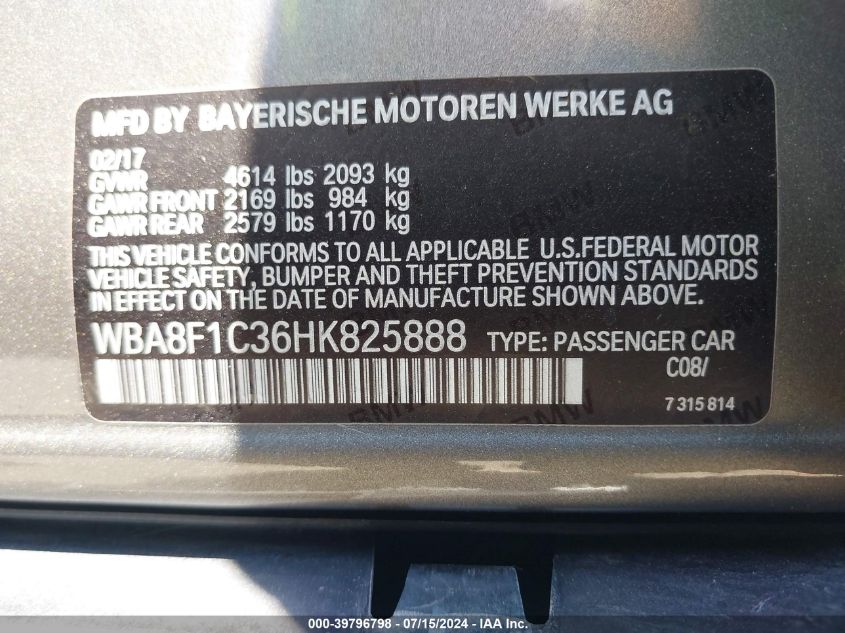 MFD BY BAYERISCHE MOTOREN WERKE AG
02/17
GVWR 4614 lbs 2093 kg
GAWR FRONT 2169 lbs 984 kg
GAWR REAR 2579 lbs 1170 kg
THIS VEHICLE CONFORMS TO ALL APPLICABLE U.S.FEDERAL MOTOR
VEHICLE SAFETY, BUMPER AND THEFT PREVENTION STANDARDS
IN EFFECT ON THE DATE OF MANUFACTURE SHOWN ABOVE.
WBA8F1C36HK825888 TYPE: PASSENGER CAR
C08/
7 315 814
BMW BMW
000-39796798 - 07/15/2024 - IAA Inc.